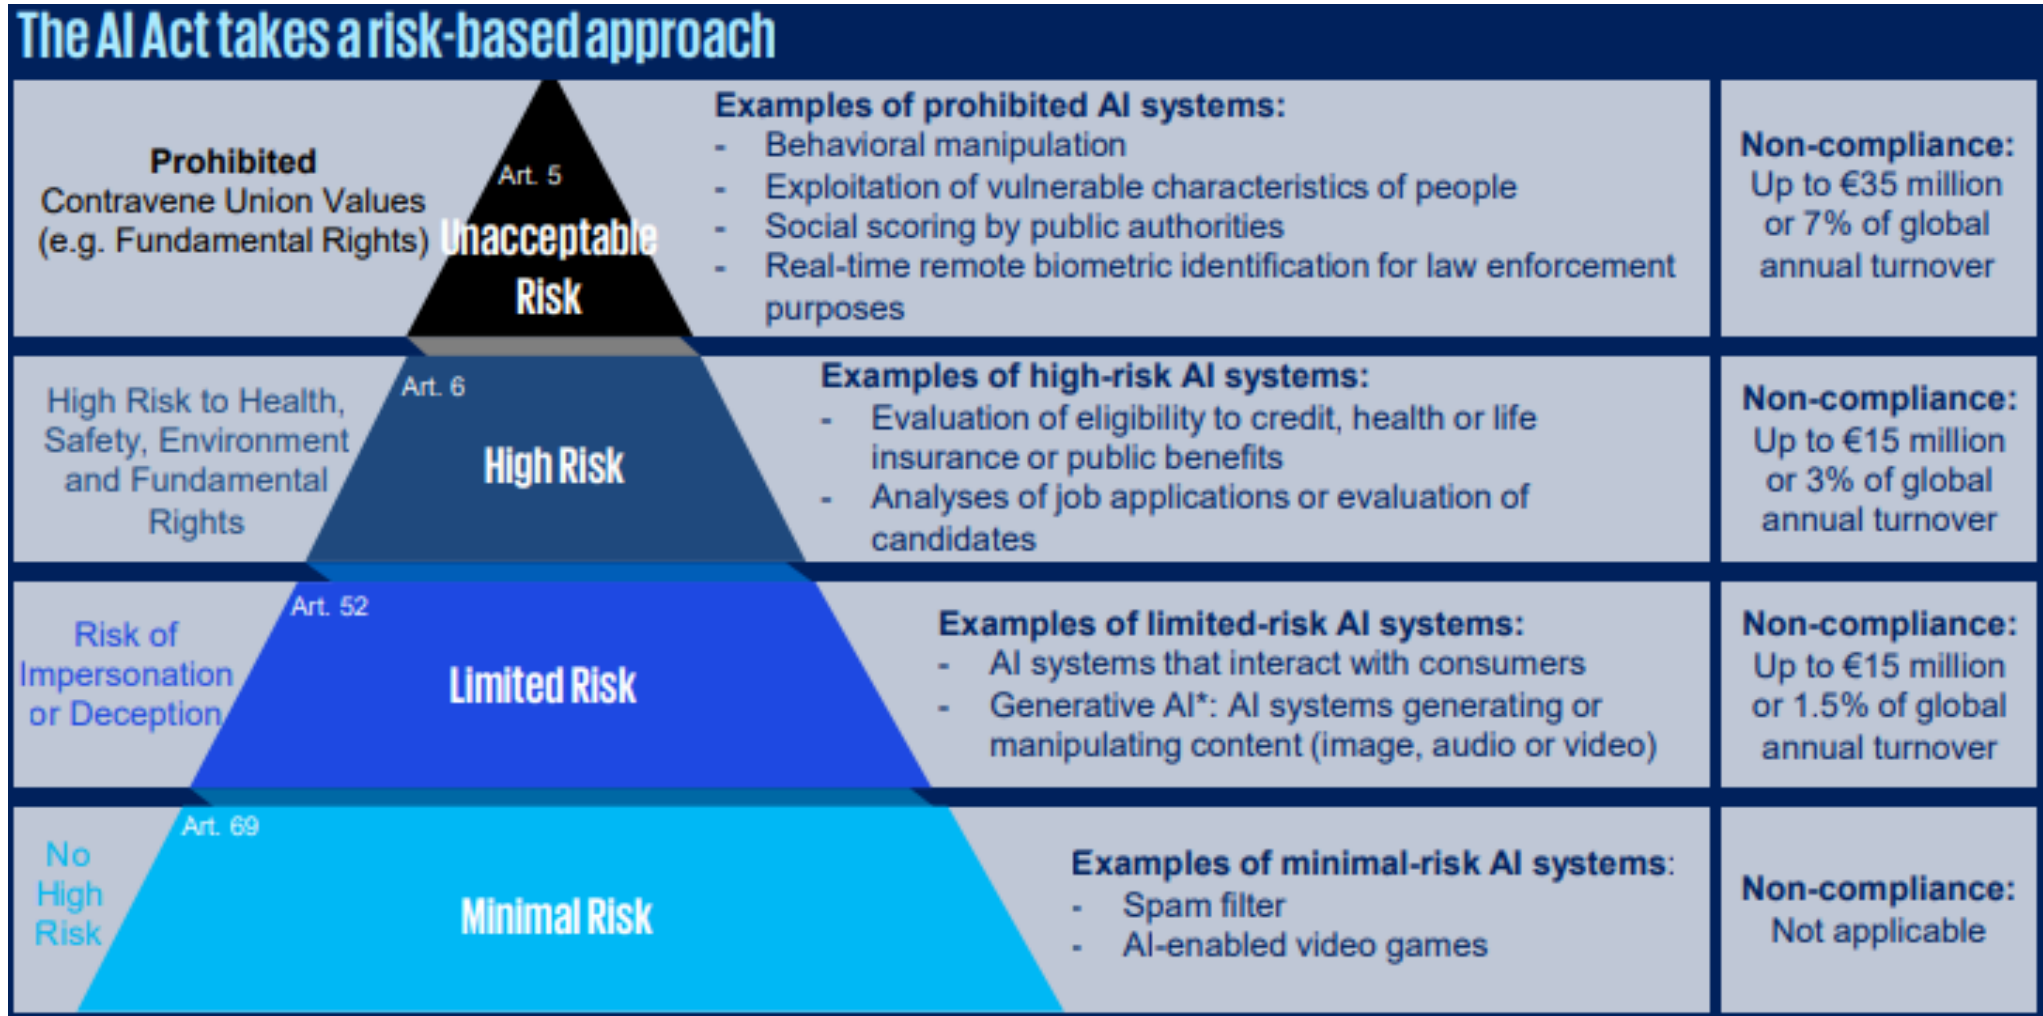 The AI Act takes a risk-based approach
Prohibited
Contravene Union Values
(e.g. Fundamental Rights)
Art. 5
Unacceptable
Risk
Examples of prohibited AI systems:
- Behavioral manipulation
- Exploitation of vulnerable characteristics of people
- Social scoring by public authorities
- Real-time remote biometric identification for law enforcement
purposes
Non-compliance:
Up to €35 million
or 7% of global
annual turnover
High Risk to Health,
Safety, Environment
and Fundamental
Rights
Art. 6
High Risk
Examples of high-risk AI systems:
- Evaluation of eligibility to credit, health or life
insurance or public benefits
- Analyses of job applications or evaluation of
candidates
Non-compliance:
Up to €15 million
or 3% of global
annual turnover
Risk of
Impersonation
or Deception
Art. 52
Limited Risk
Examples of limited-risk AI systems:
- AI systems that interact with consumers
- Generative AI*: AI systems generating or
manipulating content (image, audio or video)
Non-compliance:
Up to €15 million
or 1.5% of global
annual turnover
No
High
Risk
Art. 69
Minimal Risk
Examples of minimal-risk AI systems:
- Spam filter
- AI-enabled video games
Non-compliance:
Not applicable